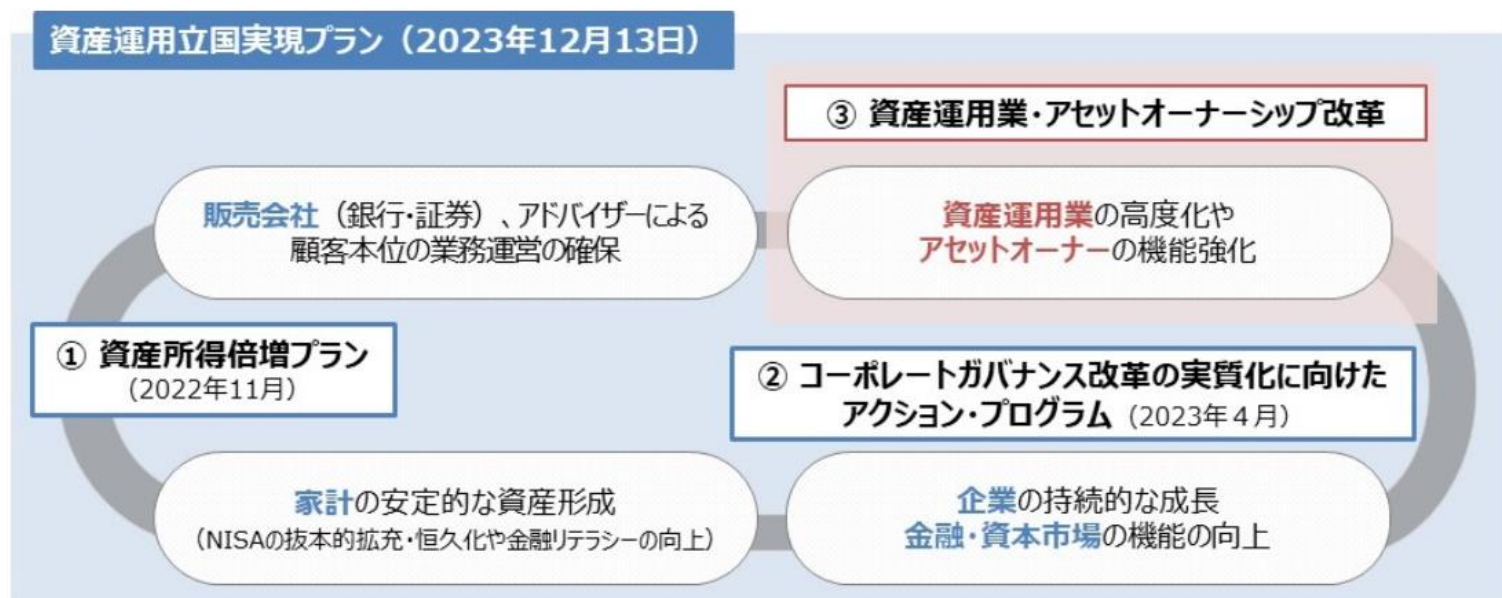 資産運用立国実現プラン（2023年12月13日）
③ 資産運用業・アセットオーナーシップ改革
販売会社（銀行・証券）、アドバイザーによる
顧客本位の業務運営の確保
資産運用業の高度化や
アセットオーナーの機能強化
① 資産所得倍増プラン
（2022年11月）
② コーポレートガバナンス改革の実質化に向けた
アクション・プログラム（2023年４月）
家計の安定的な資産形成
（NISAの抜本的拡充・恒久化や金融リテラシーの向上）
企業の持続的な成長
金融・資本市場の機能の向上